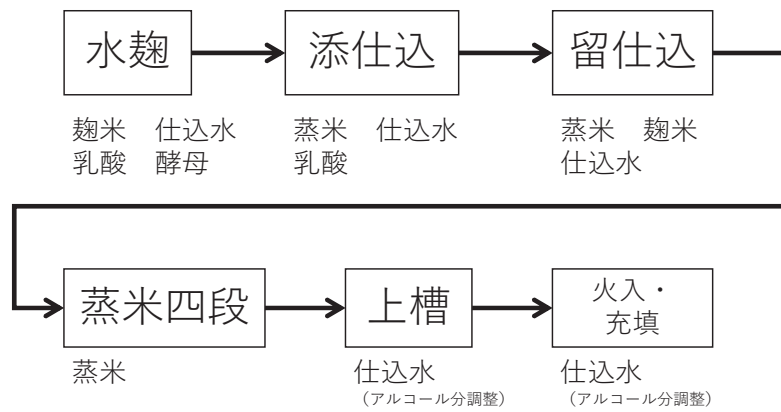 水麹
添仕込
留仕込
麹米　仕込水
乳酸　酵母
蒸米　仕込水
乳酸
蒸米　麹米
仕込水
蒸米四段
上槽
火入・
充填
蒸米
仕込水
（アルコール分調整）
仕込水
（アルコール分調整）